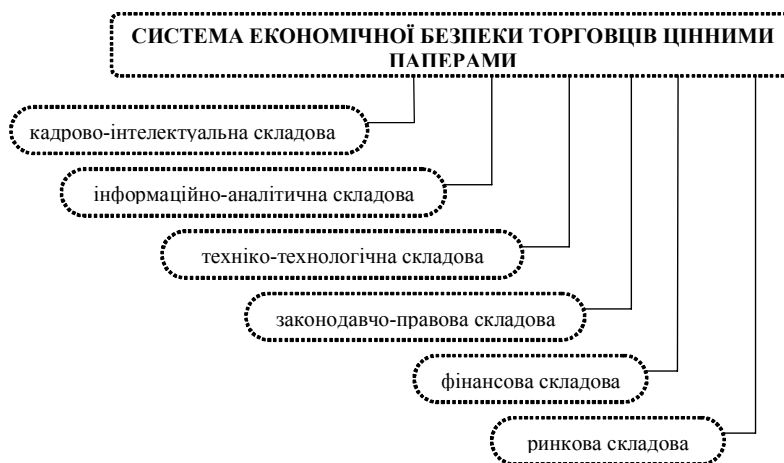 СИСТЕМА ЕКОНОМІЧНОЇ БЕЗПЕКИ ТОРГОВЦІВ ЦІННИМИ
ПАПЕРАМИ
кадрово-інтелектуальна складова
інформаційно-аналітична складова
техніко-технологічна складова
законодавчо-правова складова
фінансова складова
ринкова складова